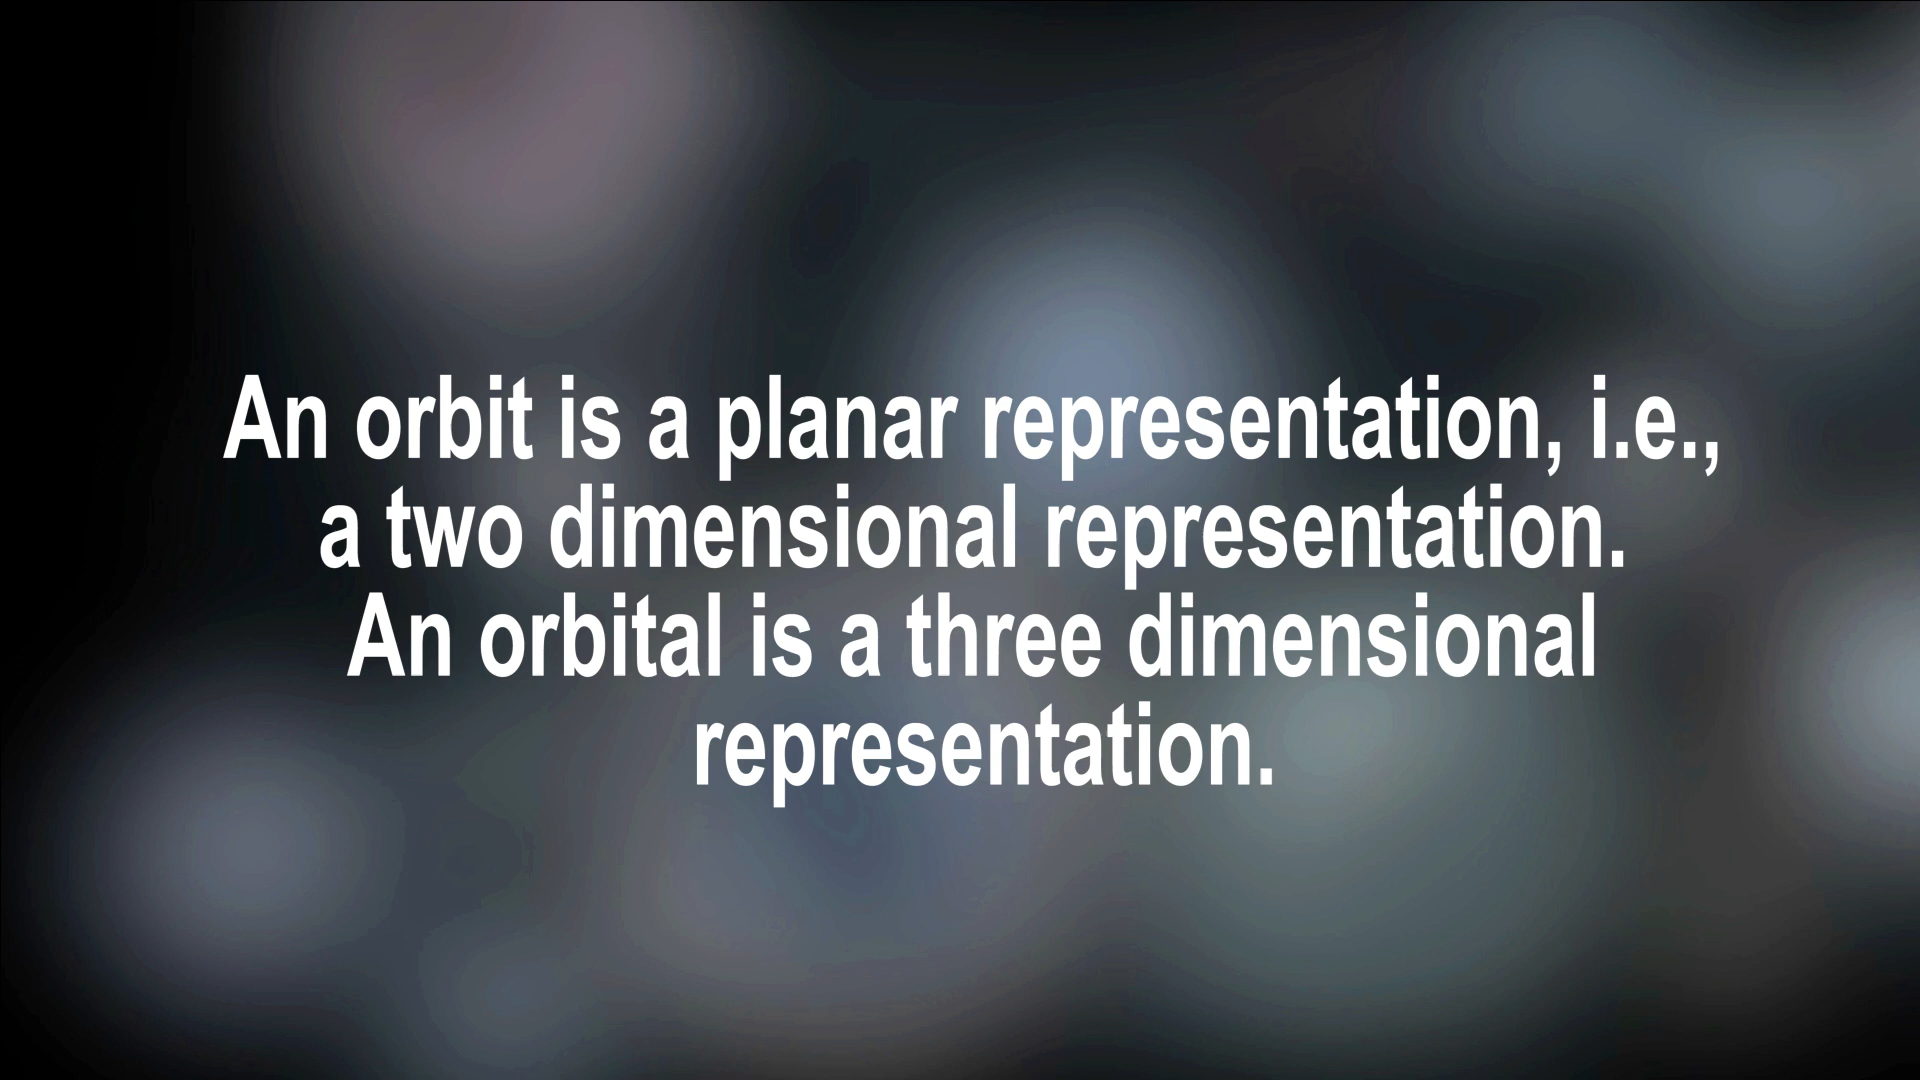 An orbit is a planar representation, i.e.,
a two dimensional representation.
An orbital is a three dimensional
representation.